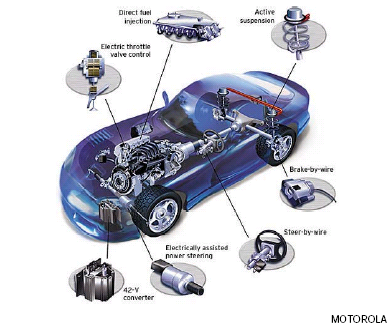 Direct fuel
injection
Active
suspension
Electric throttle
valve control
Brake-by-wire
Steer-by-wire
Electrically assisted
power steering
42-V
converter
MOTOROLA